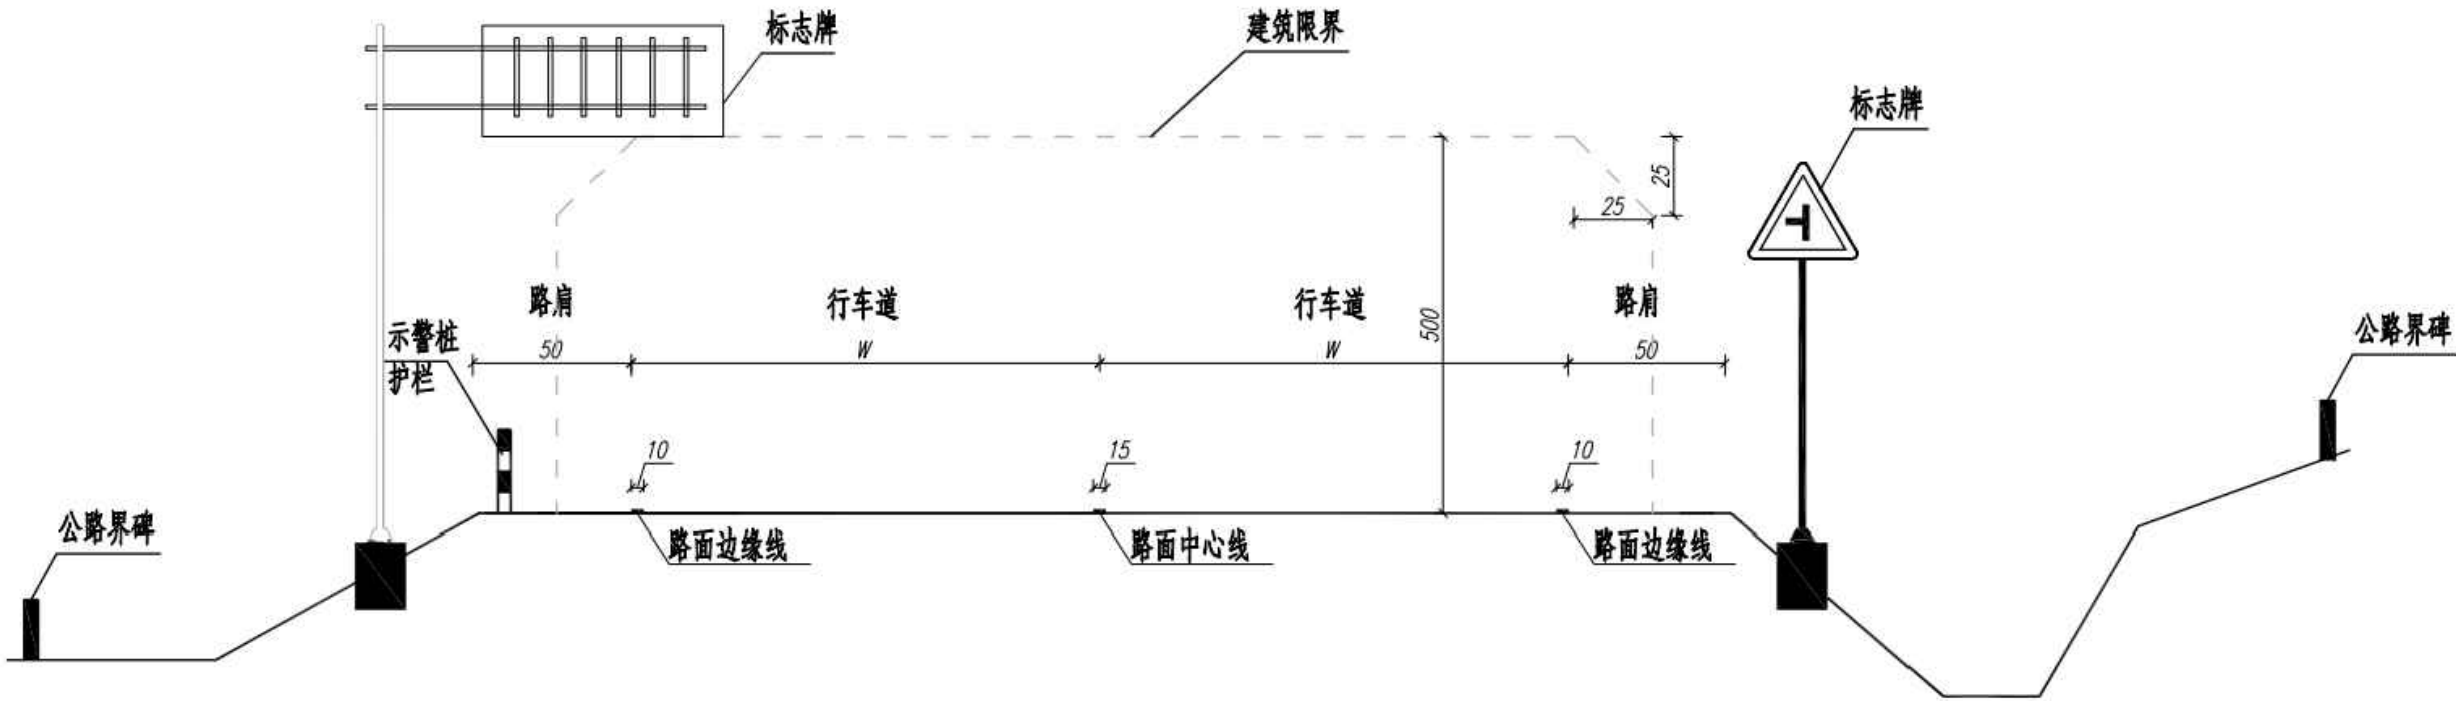 标志牌
建筑限界
标志牌
25
25
路肩
行车道
行车道
路肩
500
示警桩
护栏
50
W
W
50
公路界碑
10
15
10
公路界碑
路面边缘线
路面中心线
路面边缘线